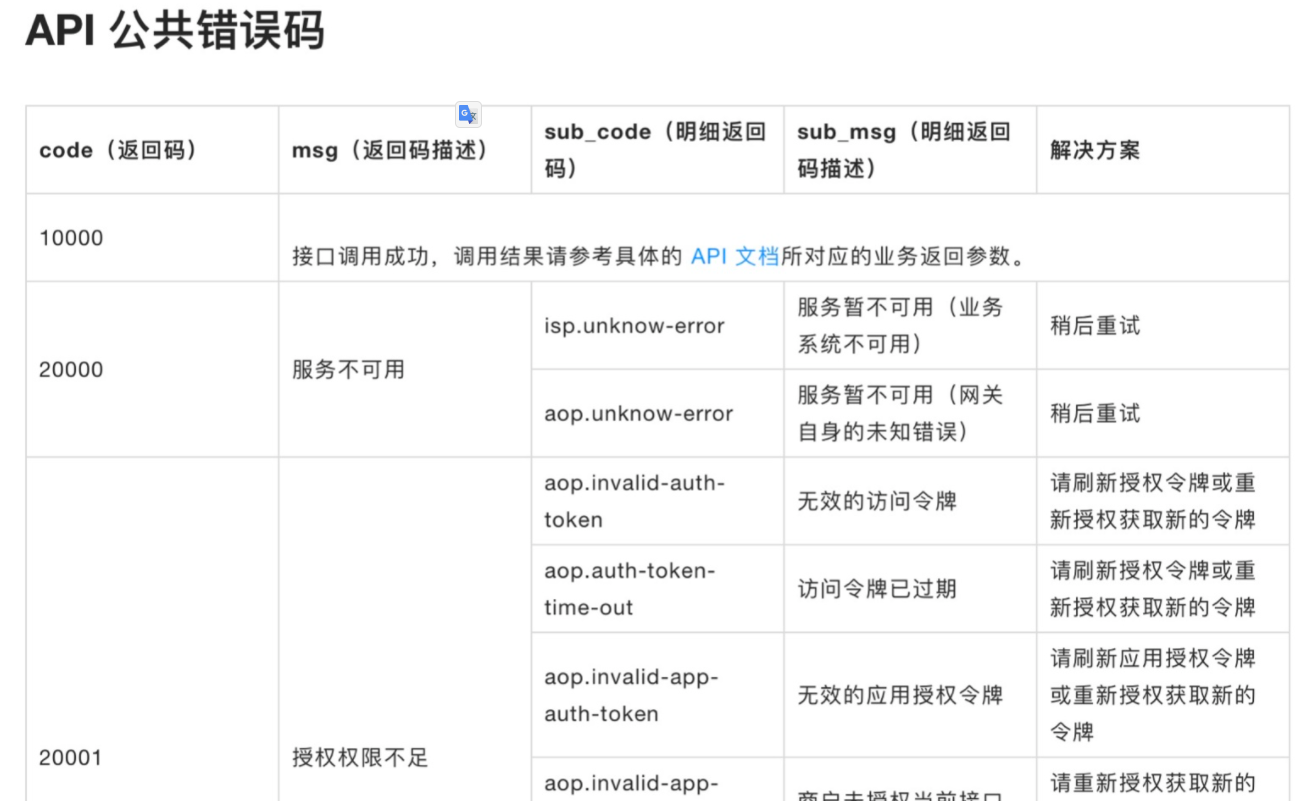 API 公共错误码
code（返回码）
msg（返回码描述）
sub_code（明细返回
码）
sub_msg（明细返回
码描述）
解决方案
10000
接口调用成功，调用结果请参考具体的 API 文档所对应的业务返回参数。
20000
服务不可用
isp.unknow-error
服务暂不可用（业务
系统不可用）
稍后重试
aop.unknow-error
服务暂不可用（网关
自身的未知错误）
稍后重试
20001
授权权限不足
aop.invalid-auth-
token
无效的访问令牌
请刷新授权令牌或重
新授权获取新的令牌
aop.auth-token-
time-out
访问令牌已过期
请刷新授权令牌或重
新授权获取新的令牌
aop.invalid-app-
auth-token
无效的应用授权令牌
请刷新应用授权令牌
或重新授权获取新的
令牌
aop.invalid-app-
商户未授权当前接口
请重新授权获取新的